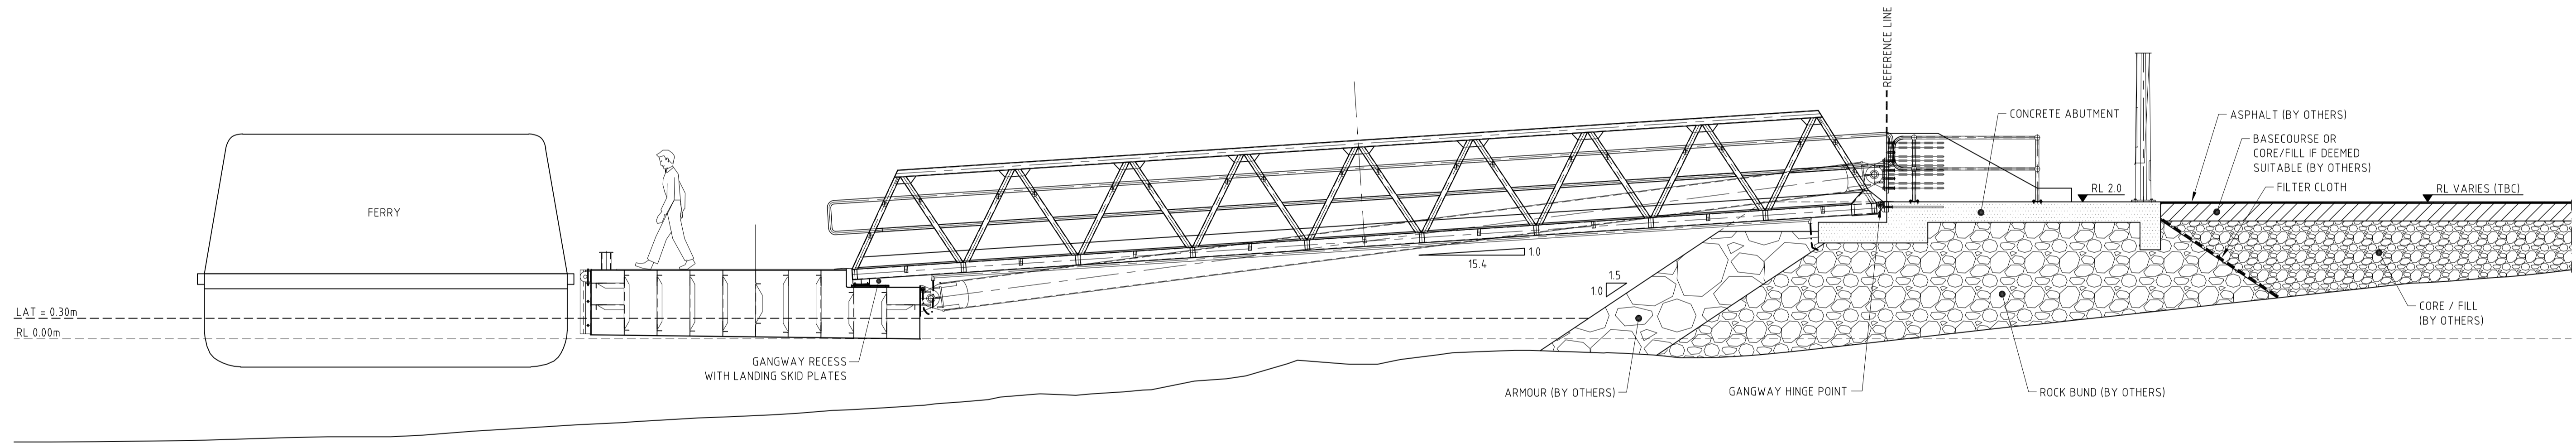 REFERENCE LINE
CONCRETE ABUTMENT
ASPHALT (BY OTHERS)
BASECOURSE OR
CORE/FILL IF DEEMED
SUITABLE (BY OTHERS)
FILTER CLOTH
RL 2.0
RL VARIES (TBC)
FERRY
1.0
15.4
1.5
1.0
LAT = 0.30m
RL 0.00m
CORE / FILL
(BY OTHERS)
GANGWAY RECESS
WITH LANDING SKID PLATES
ARMOUR (BY OTHERS)
GANGWAY HINGE POINT
ROCK BUND (BY OTHERS)